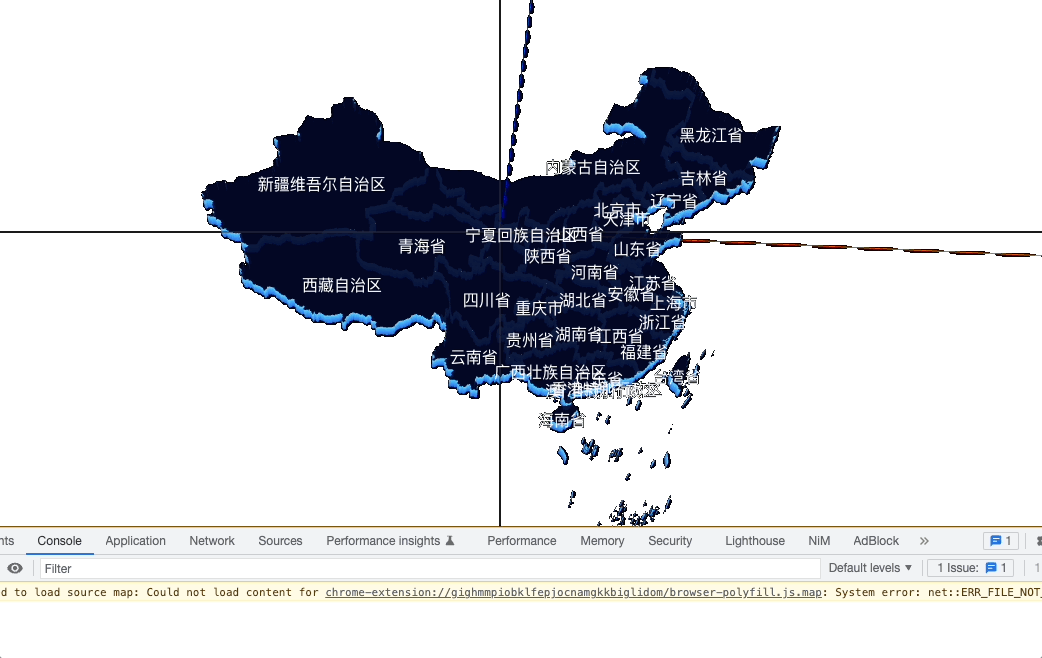 黑龙江省
内蒙古自治区
吉林省
新疆维吾尔自治区
辽宁省
北京市
天津市
宁夏回族自治区
山西省
青海省
山东省
陕西省
河南省
西藏自治区
江苏省
安徽省
四川省
湖北省
上海市
重庆市
浙江省
湖南省
江西省
贵州省
福建省
云南省
广西壮族自治区
台湾省
海南省
nts Console Application Network Sources Performance insights Performance Memory Security Lighthouse NiM AdBlock » 1
Filter Default levels ▼ 1 Issue: 1 1
d to load source map: Could not load content for chrome-extension://gighmmpiobklfepjocnamgkkbiglidom/browser-polyfill.js.map: System error: net::ERR_FILE_NOT_